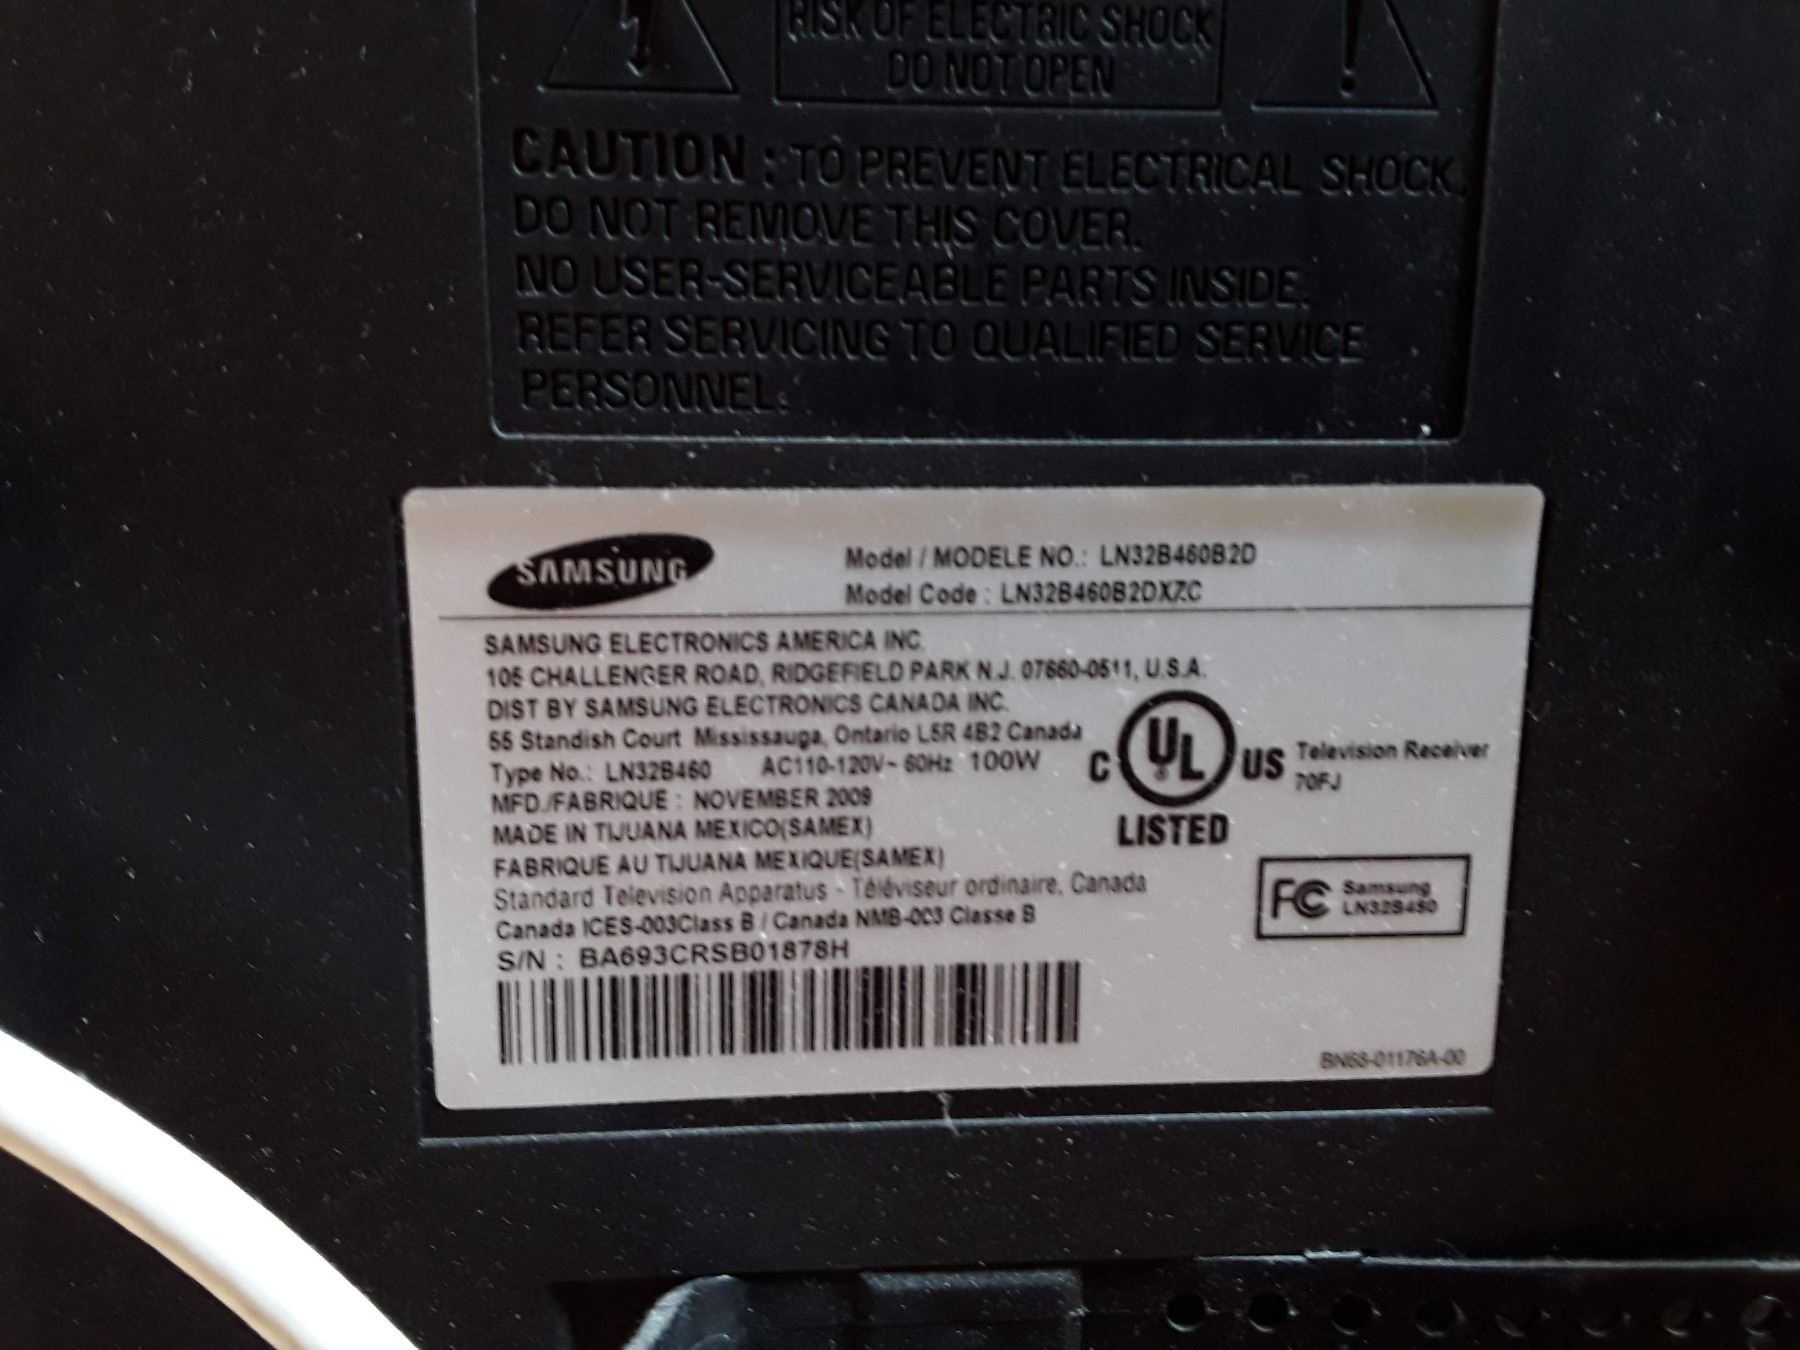 RISK OF ELECTRIC SHOCK
DO NOT OPEN
CAUTION : TO PREVENT ELECTRICAL SHOCK,
DO NOT REMOVE THIS COVER.
NO USER-SERVICEABLE PARTS INSIDE.
REFER SERVICING TO QUALIFIED SERVICE
PERSONNEL.
SAMSUNG
Model / MODELE NO.: LN32B460B2D
Model Code : LN32B460B2DXZC
SAMSUNG ELECTRONICS AMERICA INC.
105 CHALLENGER ROAD, RIDGEFIELD PARK N.J. 07660-0511, U.S.A.
DIST BY SAMSUNG ELECTRONICS CANADA INC.
55 Standish Court Mississauga, Ontario L5R 4B2 Canada
Type No.: LN32B460 AC110-120V~ 60Hz 100W
MFD./FABRIQUE : NOVEMBER 2009
MADE IN TIJUANA MEXICO(SAMEX)
FABRIQUE AU TIJUANA MEXIQUE(SAMEX)
Standard Television Apparatus - Téléviseur ordinaire, Canada
Canada ICES-003Class B / Canada NMB-003 Classe B
S/N : BA693CRSB01878H
C UL US
®
LISTED
Television Receiver
70FJ
FC Samsung
LN32B460
BN68-01176A-00